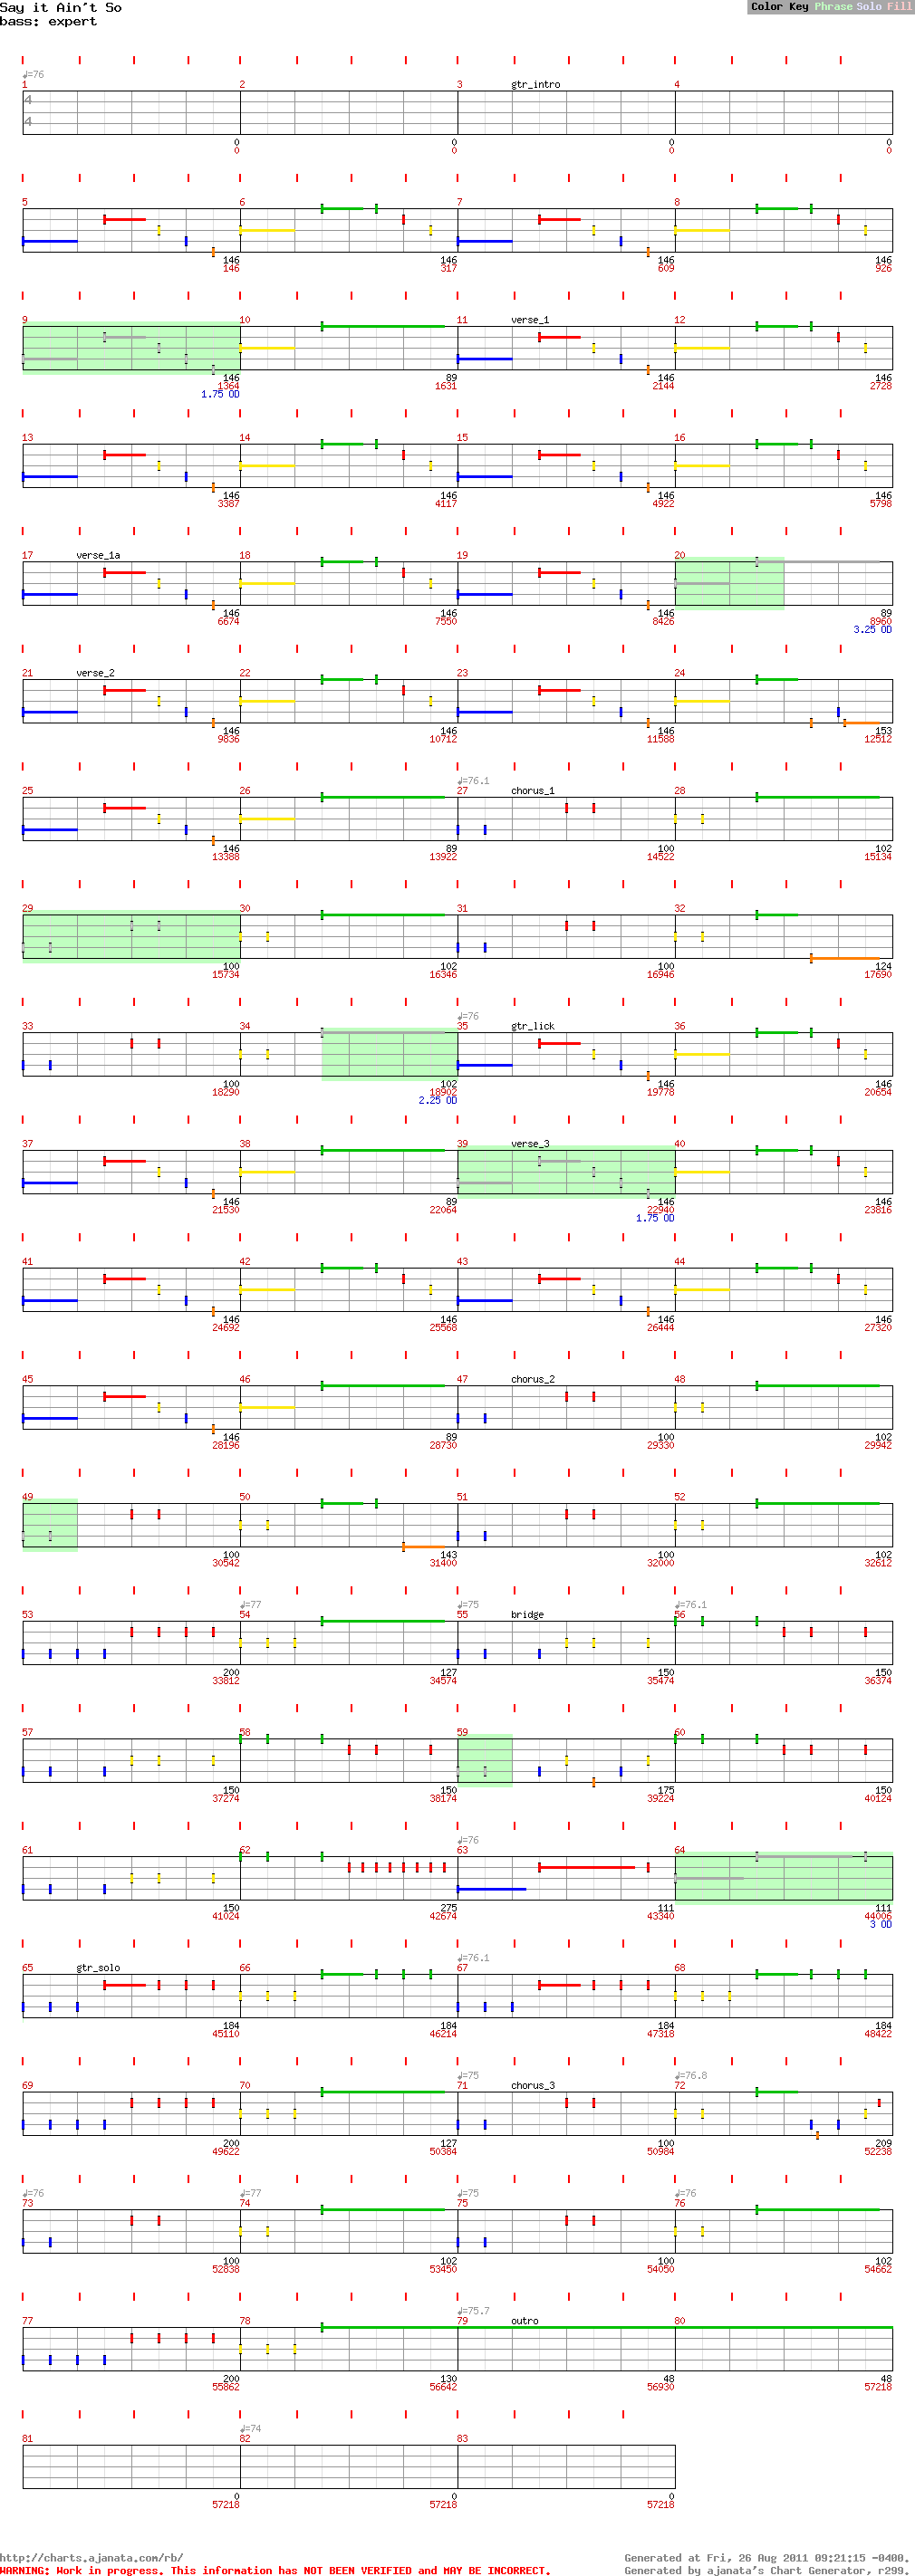 Say it Ain't So Color Key Phrase Solo Fill
bass: expert
♩=76
1 2 3 gtr_intro 4
4
4
0 0 0 0
0 0 0 0
5 6 7 8
146 146 146 146
146 317 609 926
9 10 11 verse_1 12
146 89 146 146
1364 1631 2144 2728
1.75 OD
13 14 15 16
146 146 146 146
3387 4117 4922 5798
17 verse_1a 18 19 20
146 146 146 89
6674 7550 8426 8960
3.25 OD
21 verse_2 22 23 24
146 146 146 153
9836 10712 11588 12512
♩=76.1
25 26 27 chorus_1 28
146 89 100 102
13388 13922 14522 15134
29 30 31 32
100 102 100 124
15734 16346 16946 17690
♩=76
33 34 35 gtr_lick 36
100 102 146 146
18290 18902 19778 20654
2.25 OD
37 38 39 verse_3 40
146 89 146 146
21530 22064 22940 23816
1.75 OD
41 42 43 44
146 146 146 146
24692 25568 26444 27320
45 46 47 chorus_2 48
146 89 100 102
28196 28730 29330 29942
49 50 51 52
100 143 100 102
30542 31400 32000 32612
♩=77 ♩=75 ♩=76.1
53 54 55 bridge 56
200 127 150 150
33812 34574 35474 36374
57 58 59 60
150 150 175 150
37274 38174 39224 40124
♩=76
61 62 63 64
150 275 111 111
41024 42674 43340 44006
3 OD
♩=76.1
65 gtr_solo 66 67 68
184 184 184 184
45110 46214 47318 48422
♩=75 ♩=76.8
69 70 71 chorus_3 72
200 127 100 209
49622 50384 50984 52238
♩=76 ♩=77 ♩=75 ♩=76
73 74 75 76
100 102 100 102
52838 53450 54050 54662
♩=75.7
77 78 79 outro 80
200 130 48 48
55862 56642 56930 57218
♩=74
81 82 83
0 0 0
57218 57218 57218
http://charts.ajanata.com/rb/ Generated at Fri, 26 Aug 2011 09:21:15 -0400.
WARNING: Work in progress. This information has NOT BEEN VERIFIED and MAY BE INCORRECT. Generated by ajanata's Chart Generator, r299.